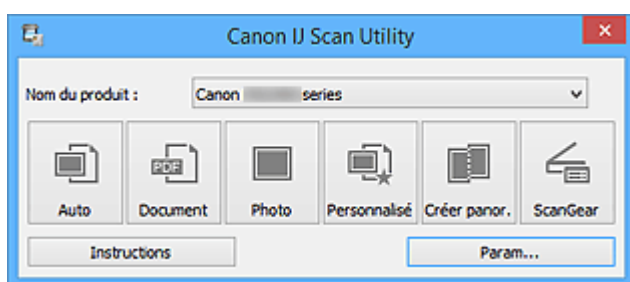 Canon IJ Scan Utility
Nom du produit : Canon series
PDF
Auto Document Photo Personnalisé Créer panor. ScanGear
Instructions Param...